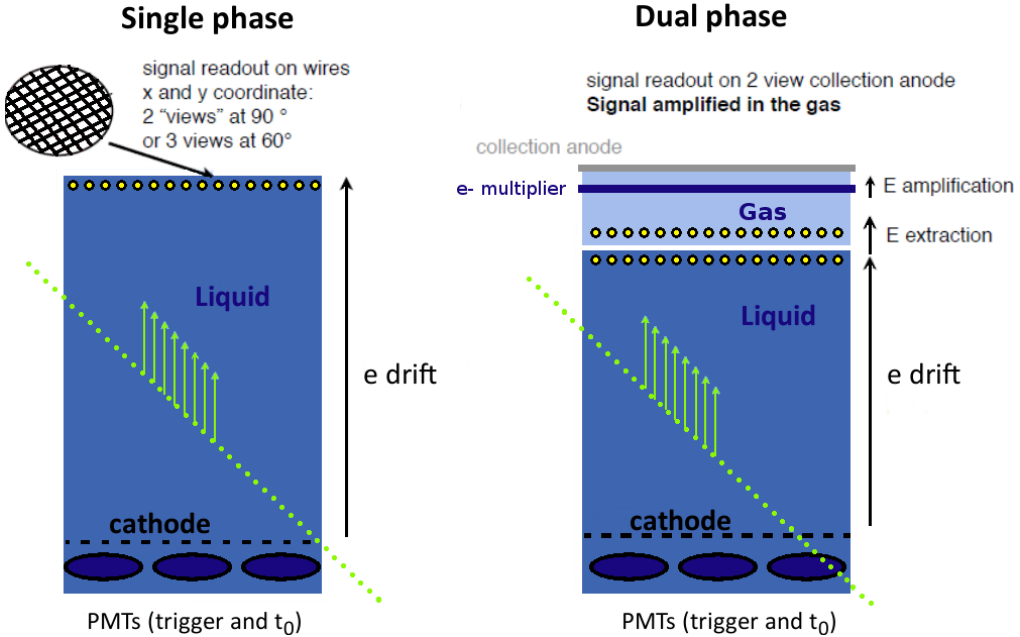 Single phase
signal readout on wires
x and y coordinate:
2 "views" at 90 °
or 3 views at 60°
Liquid
e drift
cathode
PMTs (trigger and t₀)
Dual phase
signal readout on 2 view collection anode
Signal amplified in the gas
collection anode
e- multiplier
E amplification
Gas
E extraction
Liquid
e drift
cathode
PMTs (trigger and t₀)